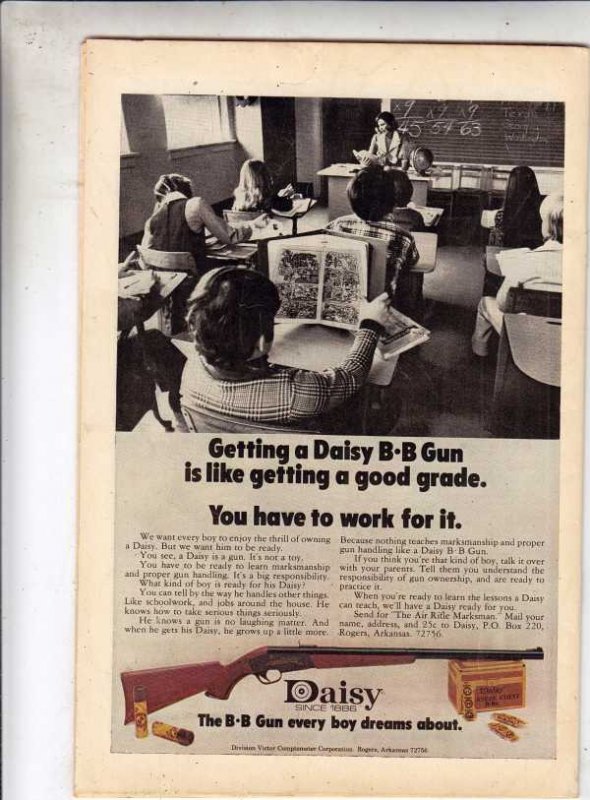 x9 x9 x9
45 54 63
Getting a Daisy B·B Gun
is like getting a good grade.
You have to work for it.
We want every boy to enjoy the thrill of owning
a Daisy. But we want him to be ready.
You see, a Daisy is a gun. It's not a toy.
You have to be ready to learn marksmanship
and proper gun handling. It's a big responsibility.
What kind of boy is ready for his Daisy?
You can tell by the way he handles other things.
Like schoolwork, and jobs around the house. He
knows how to take serious things seriously.
He knows a gun is no laughing matter. And
when he gets his Daisy, he grows up a little more.
Because nothing teaches marksmanship and proper
gun handling like a Daisy B·B Gun.
If you think you're that kind of boy, talk it over
with your parents. Tell them you understand the
responsibility of gun ownership, and are ready to
practice it.
When you're ready to learn the lessons a Daisy
can teach, we'll have a Daisy ready for you.
Send for "The Air Rifle Marksman." Mail your
name, address, and 25c to Daisy, P.O. Box 220,
Rogers, Arkansas. 72756.
Daisy
SINCE 1886
Daisy
The B·B Gun every boy dreams about.
Division Victor Comptometer Corporation. Rogers, Arkansas 72756